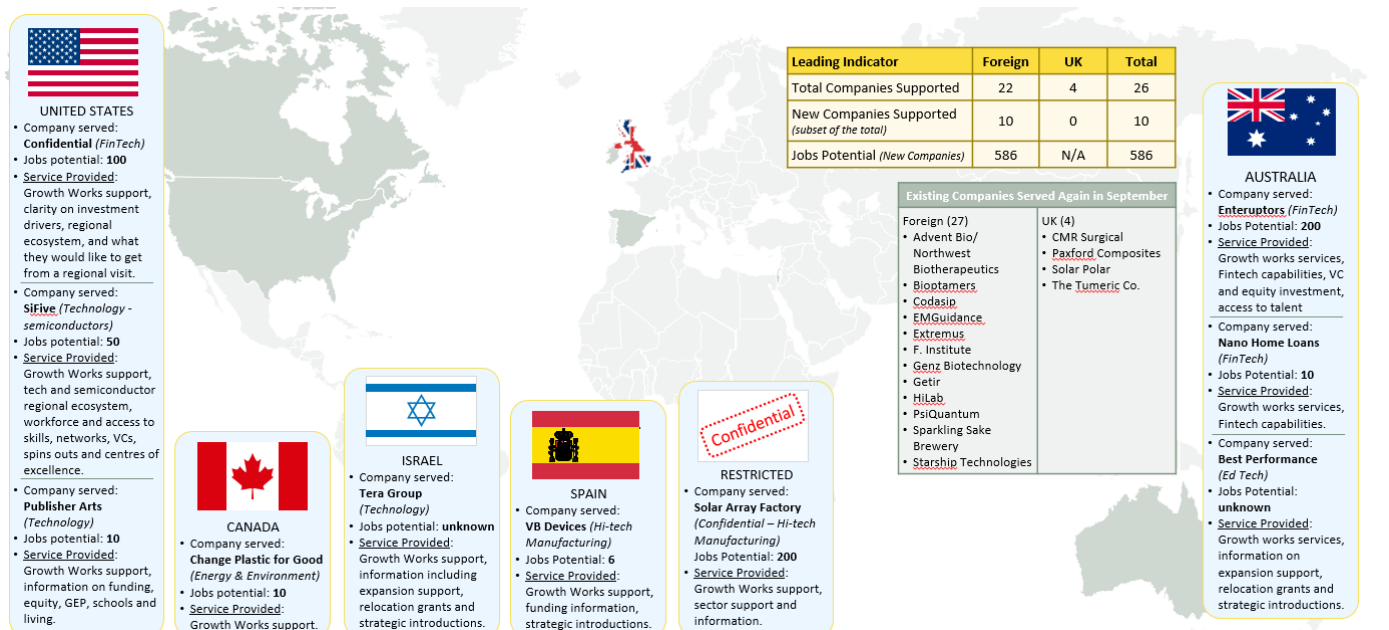 UNITED STATES
• Company served:
Confidential (FinTech)
• Jobs potential: 100
• Service Provided:
Growth Works support,
clarity on investment
drivers, regional
ecosystem, and what
they would like to get
from a regional visit.
• Company served:
SiFive (Technology -
semiconductors)
• Jobs potential: 50
• Service Provided:
Growth Works support,
tech and semiconductor
regional ecosystem,
workforce and access to
skills, networks, VCs,
spins outs and centres of
excellence.
• Company served:
Publisher Arts
(Technology)
• Jobs potential: 10
• Service Provided:
Growth Works support,
information on funding,
equity, GEP, schools and
living.
CANADA
• Company served:
Change Plastic for Good
(Energy & Environment)
• Jobs potential: 10
• Service Provided:
Growth Works support,
ISRAEL
• Company served:
Tera Group
(Technology)
• Jobs potential: unknown
• Service Provided:
Growth Works support,
information including
expansion support,
relocation grants and
strategic introductions.
SPAIN
• Company served:
VB Devices (Hi-tech
Manufacturing)
• Jobs Potential: 6
• Service Provided:
Growth Works support,
funding information,
strategic introductions.
Confidential
RESTRICTED
• Company served:
Solar Array Factory
(Confidential – Hi-tech
Manufacturing)
Jobs Potential: 200
• Service Provided:
Growth Works support,
sector support and
information.
Leading Indicator Foreign UK Total
Total Companies Supported 22 4 26
New Companies Supported 10 0 10
(subset of the total)
Jobs Potential (New Companies) 586 N/A 586
Existing Companies Served Again in September
Foreign (27)
• Advent Bio/
Northwest
Biotherapeutics
• Bioptamers
• Codasip
• EMGuidance
• Extremus
• F. Institute
• Genz Biotechnology
• Getir
• HiLab
• PsiQuantum
• Sparkling Sake
Brewery
• Starship Technologies
UK (4)
• CMR Surgical
• Paxford Composites
• Solar Polar
• The Tumeric Co.
AUSTRALIA
• Company served:
Enteruptors (FinTech)
• Jobs Potential: 200
• Service Provided:
Growth works services,
Fintech capabilities, VC
and equity investment,
access to talent
• Company served:
Nano Home Loans
(FinTech)
• Jobs Potential: 10
• Service Provided:
Growth works services,
Fintech capabilities.
• Company served:
Best Performance
(Ed Tech)
• Jobs Potential:
unknown
• Service Provided:
Growth works services,
information on
expansion support,
relocation grants and
strategic introductions.